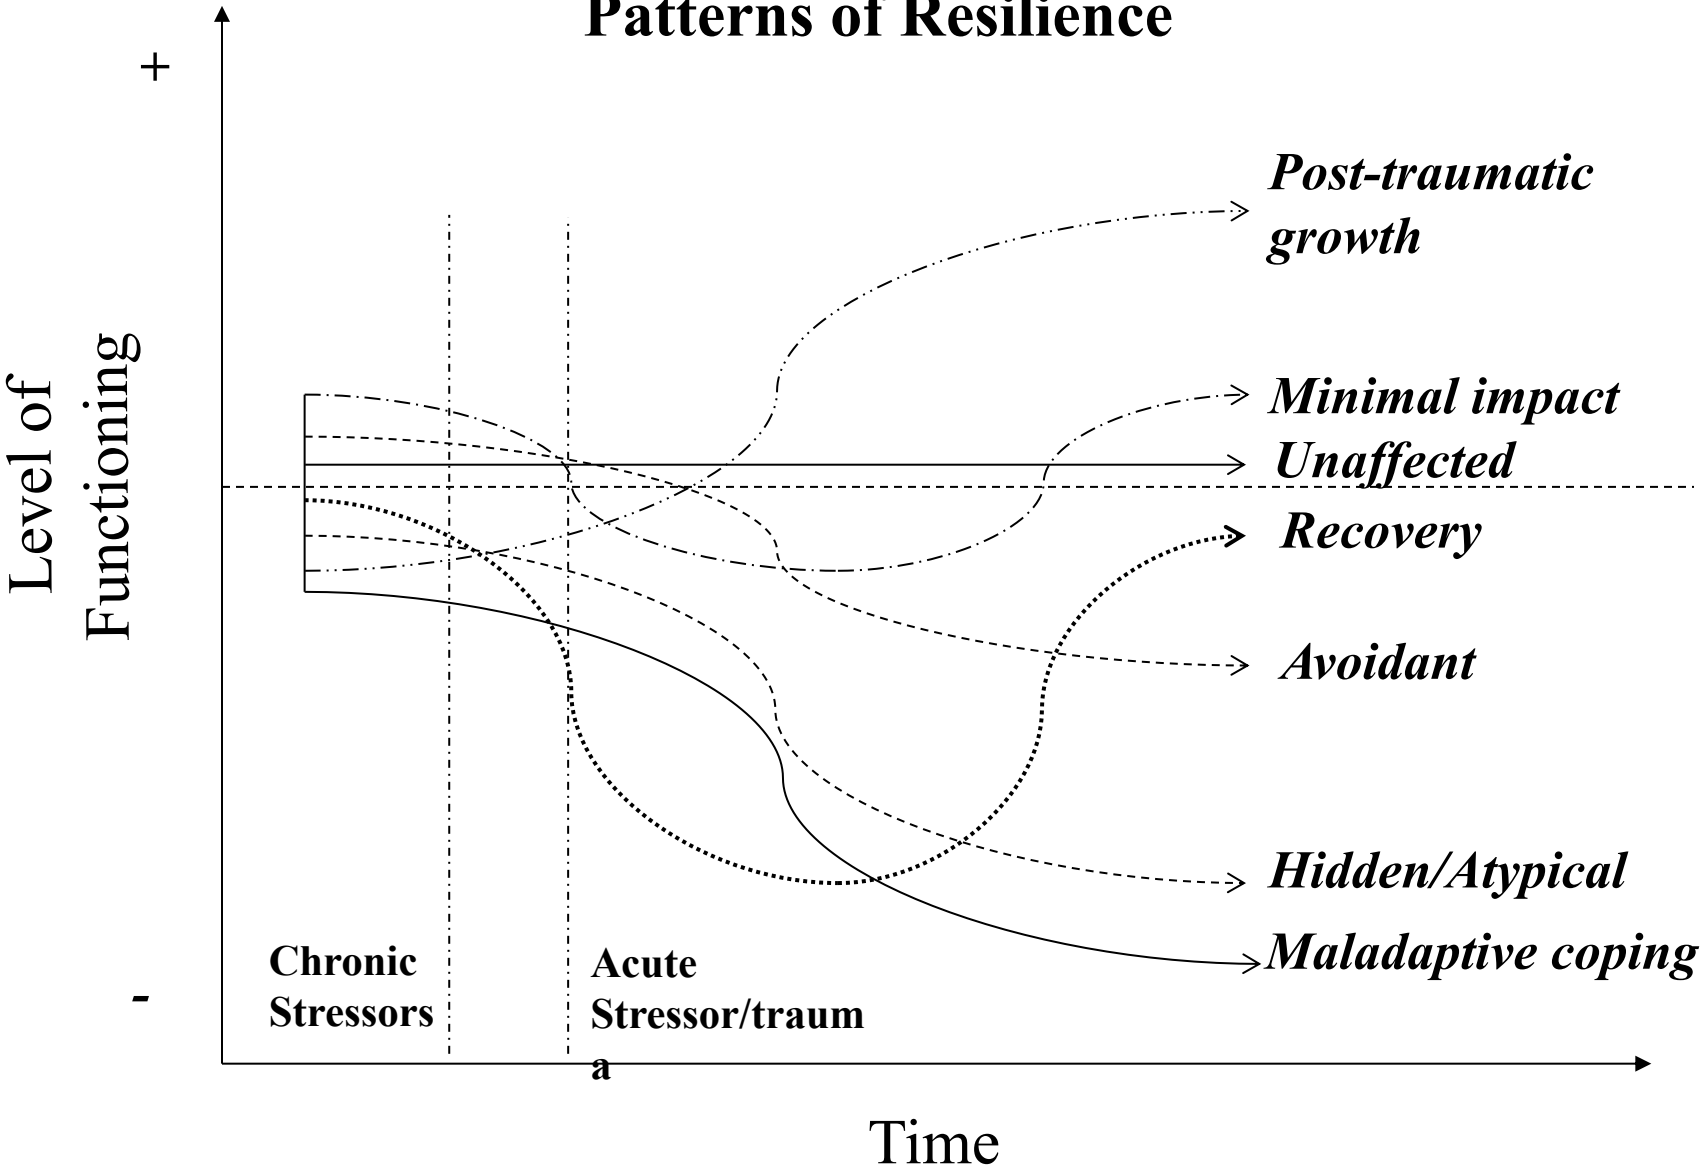 Patterns of Resilience
+
Post-traumatic
growth
Level of
Functioning
Minimal impact
Unaffected
Recovery
Avoidant
Hidden/Atypical
Maladaptive coping
Chronic
Stressors
Acute
Stressor/traum
a
-
Time